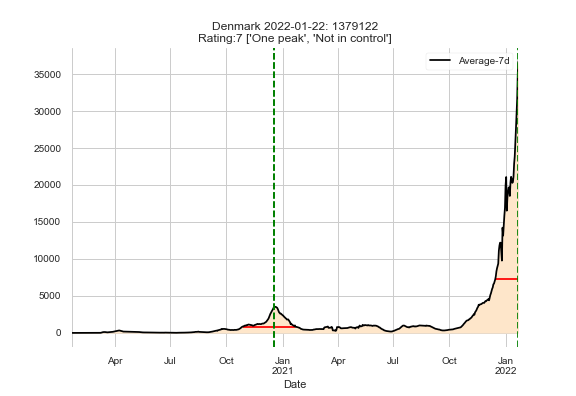 Denmark 2022-01-22: 1379122
Rating:7 ['One peak', 'Not in control']
Average-7d
35000
30000
25000
20000
15000
10000
5000
0
Apr Jul Oct Jan Apr Jul Oct Jan
2021 2022
Date